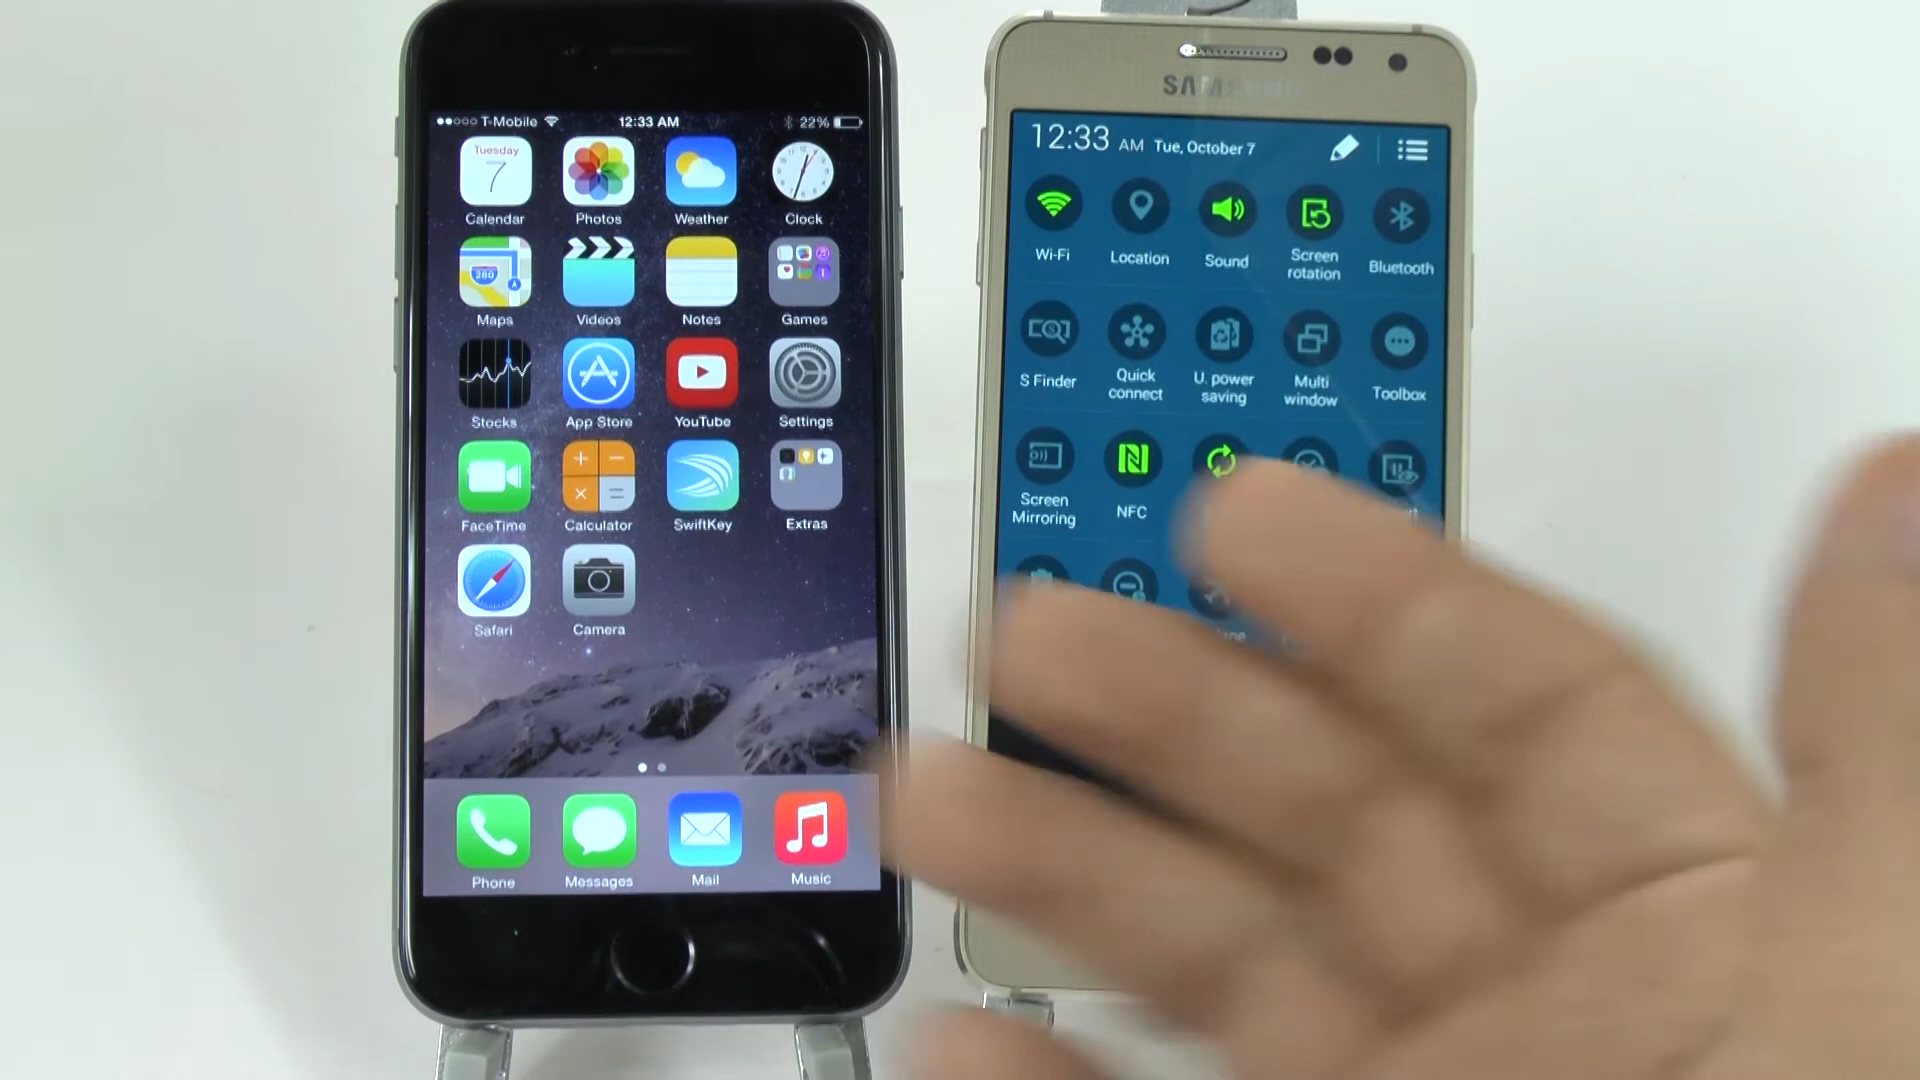 T-Mobile 12:33 AM 22%
Tuesday
7
Calendar Photos Weather Clock
280
Maps Videos Notes Games
Stocks App Store YouTube Settings
FaceTime Calculator SwiftKey Extras
Safari Camera
Phone Messages Mail Music
SAMSUNG
12:33 AM Tue, October 7
Wi-Fi Location Sound Screen rotation Bluetooth
S Finder Quick connect U. power saving Multi window Toolbox
Screen Mirroring NFC